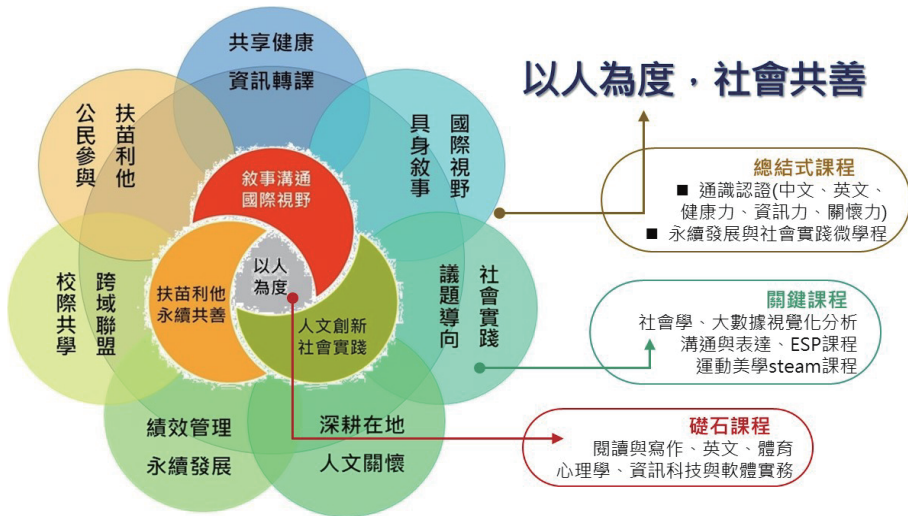 以人為度．社會共善
共享健康
資訊轉譯
國際視野
具身敘事
社會實踐
議題導向
深耕在地
人文關懷
績效管理
永續發展
跨域聯盟
校際共學
扶苗利他
公民參與
敘事溝通
國際視野
人文創新
社會實踐
扶苗利他
永續共善
以人
為度
總結式課程
■ 通識認證(中文、英文、
健康力、資訊力、關懷力)
■ 永續發展與社會實踐微學程
關鍵課程
社會學、大數據視覺化分析
溝通與表達、ESP課程
運動美學steam課程
礎石課程
閱讀與寫作、英文、體育
心理學、資訊科技與軟體實務